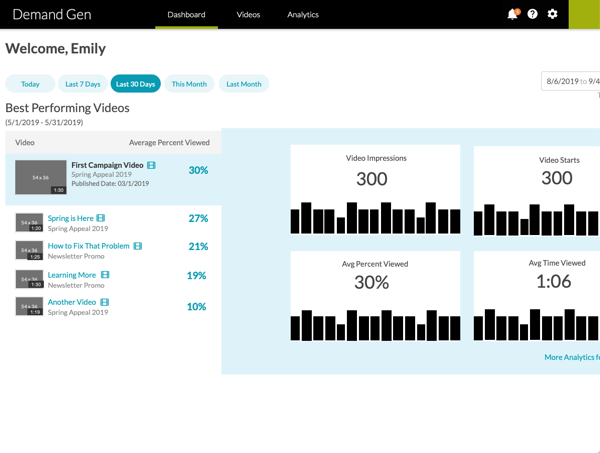 Demand Gen Dashboard Videos Analytics
Welcome, Emily
Today Last 7 Days Last 30 Days This Month Last Month 8/6/2019 to 9/4
Best Performing Videos
(5/1/2019 - 5/31/2019)
Video Average Percent Viewed
First Campaign Video 30%
Spring Appeal 2019
Published Date: 03/1/2019
54 x 36
1:30
Spring is Here 27%
Spring Appeal 2019
54 x 36
1:20
How to Fix That Problem 21%
Newsletter Promo
54 x 36
1:25
Learning More 19%
Newsletter Promo
54 x 36
1:30
Another Video 10%
Spring Appeal 2019
54 x 36
1:19
Video Impressions
300
Video Starts
300
Avg Percent Viewed
30%
Avg Time Viewed
1:06
More Analytics fo